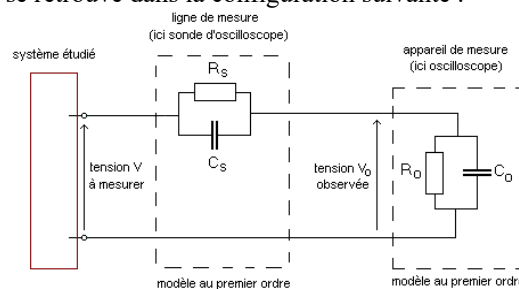 se retrouve dans la configuration suivante :
ligne de mesure
(ici sonde d'oscilloscope)
système étudié
appareil de mesure
(ici oscilloscope)
RS
CS
tension V
à mesurer
tension VO
observée
RO
CO
modèle au premier ordre
modèle au premier ordre